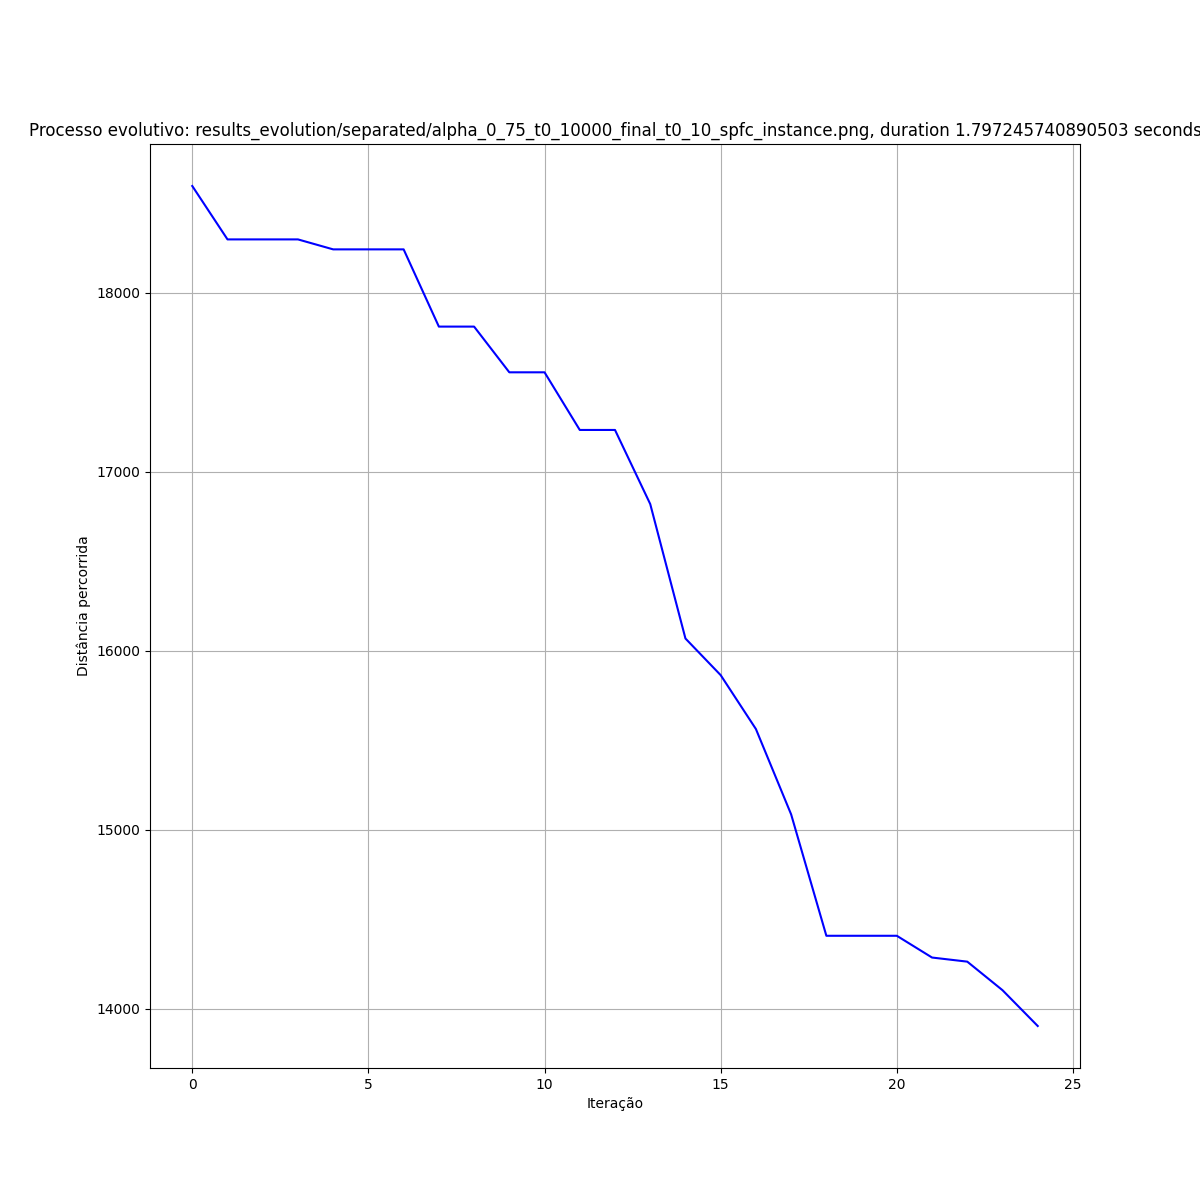 Processo evolutivo: results_evolution/separated/alpha_0_75_t0_10000_final_t0_10_spfc_instance.png, duration 1.797245740890503 seconds
18000
17000
16000
15000
14000
Distância percorrida
0 5 10 15 20 25
Iteração